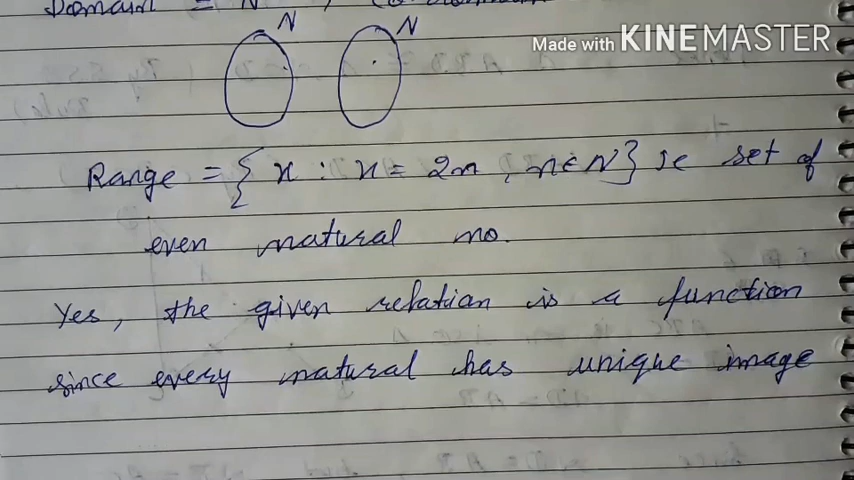 Domain = N
N N
Made with KINEMASTER
Range = { x : x = 2n, n ∈ N } ie set of
even natural no.
Yes, the given relation is a function
since every natural has unique image